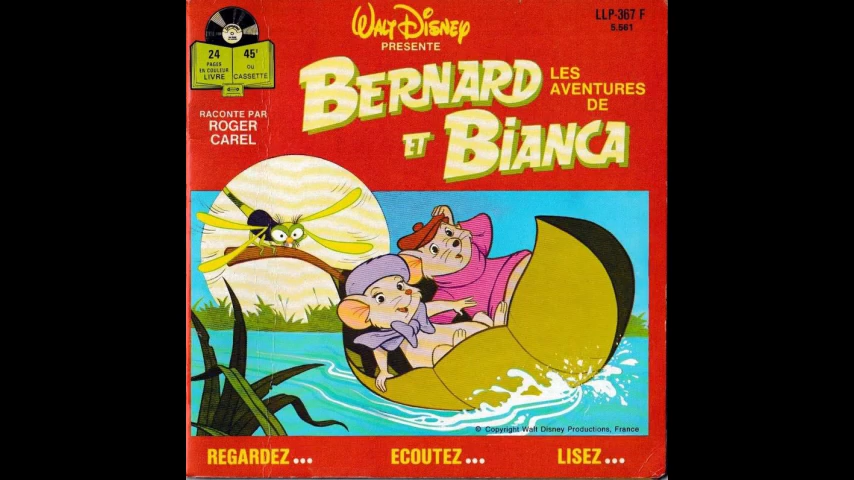 WALT DISNEY
PRESENTE
LLP-367 F
5.561
24
PAGES
EN COULEUR
LIVRE
45'
OU
CASSETTE
RACONTE PAR
ROGER
CAREL
LES
AVENTURES
DE
BERNARD
ET BIANCA
© Copyright Walt Disney Productions, France
REGARDEZ... ECOUTEZ... LISEZ...